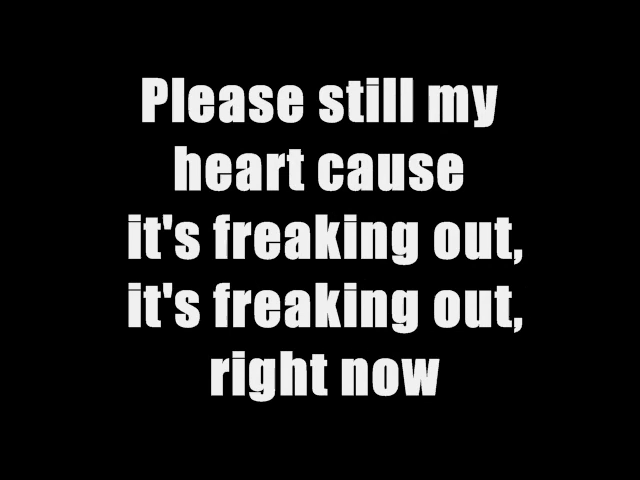 Please still my
heart cause
it's freaking out,
it's freaking out,
right now